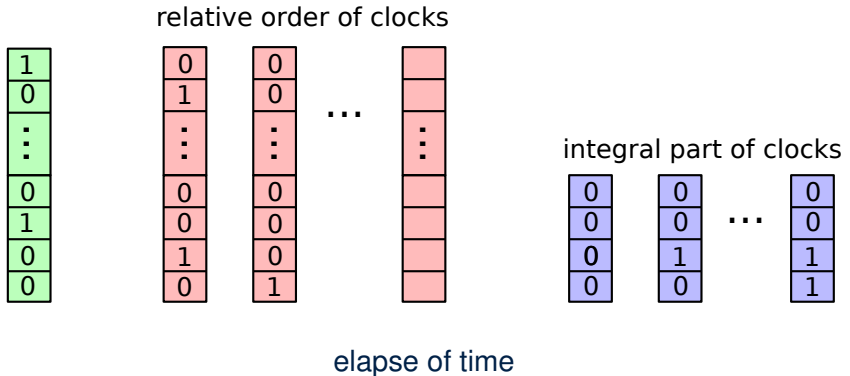 relative order of clocks
1 0 0
0 1 0 ...
⋮ ⋮ ⋮ ⋮
integral part of clocks
0 0 0 0 0 0
1 0 0 0 0 ... 0
0 1 0 0 1 1
0 0 1 0 0 1
elapse of time